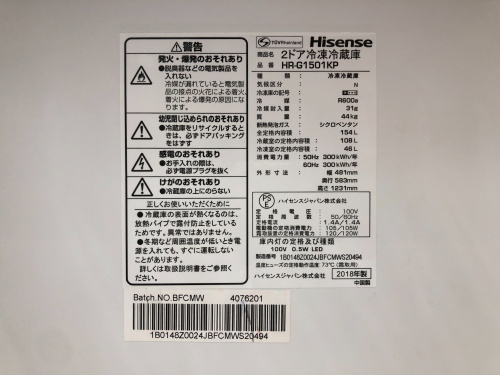 ⚠警告
発火・爆発のおそれあり
●脱臭器などの電気製品を
入れない
冷媒が漏れていると電気製
品の接点の火花による着火、
着火による爆発の原因に
なります。
幼児閉じ込められのおそれあり
●冷蔵庫をリサイクルするとき
は、必ずドアパッキングを外す
感電のおそれあり
●お手入れの際は、
必ず電源プラグを抜く
けがのおそれあり
●冷蔵庫の上にのらない
正しくお使いいただくために
●冷蔵庫の表面が熱くなるのは、
放熱パイプで露付防止をしている
ためです。異常ではありません。
●冬期など周囲温度が低いとき電
源を入れても、すぐに運転しない
ことがあります。
詳しくは取扱説明書をご参考に
Batch.NO.BFCMW 4076201
1B0148Z0024JBFCMWS20494
TÜVRheinland Hisense
商品名 2ドア冷凍冷蔵庫
品番 HR-G1501KP
種類 冷凍冷蔵庫
気候区分 N
冷凍室の記号
冷媒 R600a
冷媒封入量 31g
質量 44kg
断熱発泡ガス シクロペンタン
全定格内容積 154L
冷蔵室の定格内容積 108L
冷凍室の定格内容積 46L
消費電力量 50Hz 300kWh/年
60Hz 300kWh/年
外形寸法 幅 481mm
奥行 583mm
高さ 1231mm
PSE ハイセンスジャパン株式会社
定格電圧 100V
定格周波数 50/60Hz
定格電流 1.4A/1.4A
電動機の定格消費電力 105/105W
霜取装置の定格消費電力 120/120W
庫内灯の定格及び種類
100V 0.5W LED
製造番号 1B0148Z0024JBFCMWS20494
温度ヒューズの定格動作温度 73℃(霜取用)
ハイセンスジャパン株式会社 2018年製
中国製